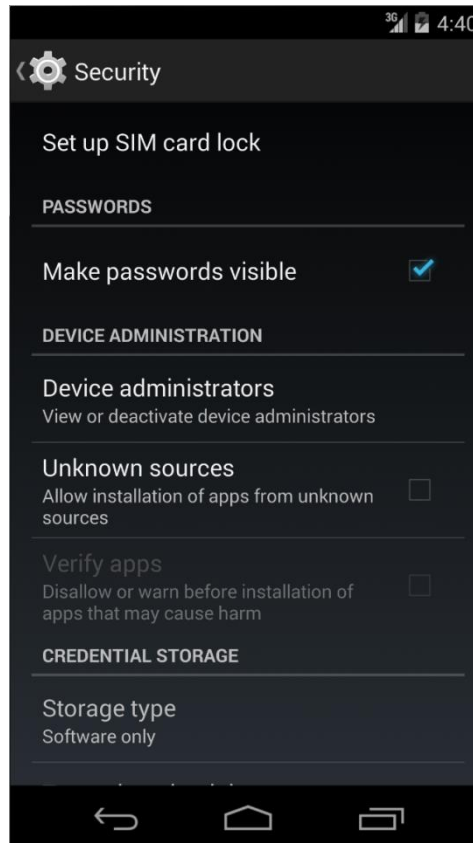 3G 4:40
Security
Set up SIM card lock
PASSWORDS
Make passwords visible
DEVICE ADMINISTRATION
Device administrators
View or deactivate device administrators
Unknown sources
Allow installation of apps from unknown
sources
Verify apps
Disallow or warn before installation of
apps that may cause harm
CREDENTIAL STORAGE
Storage type
Software only